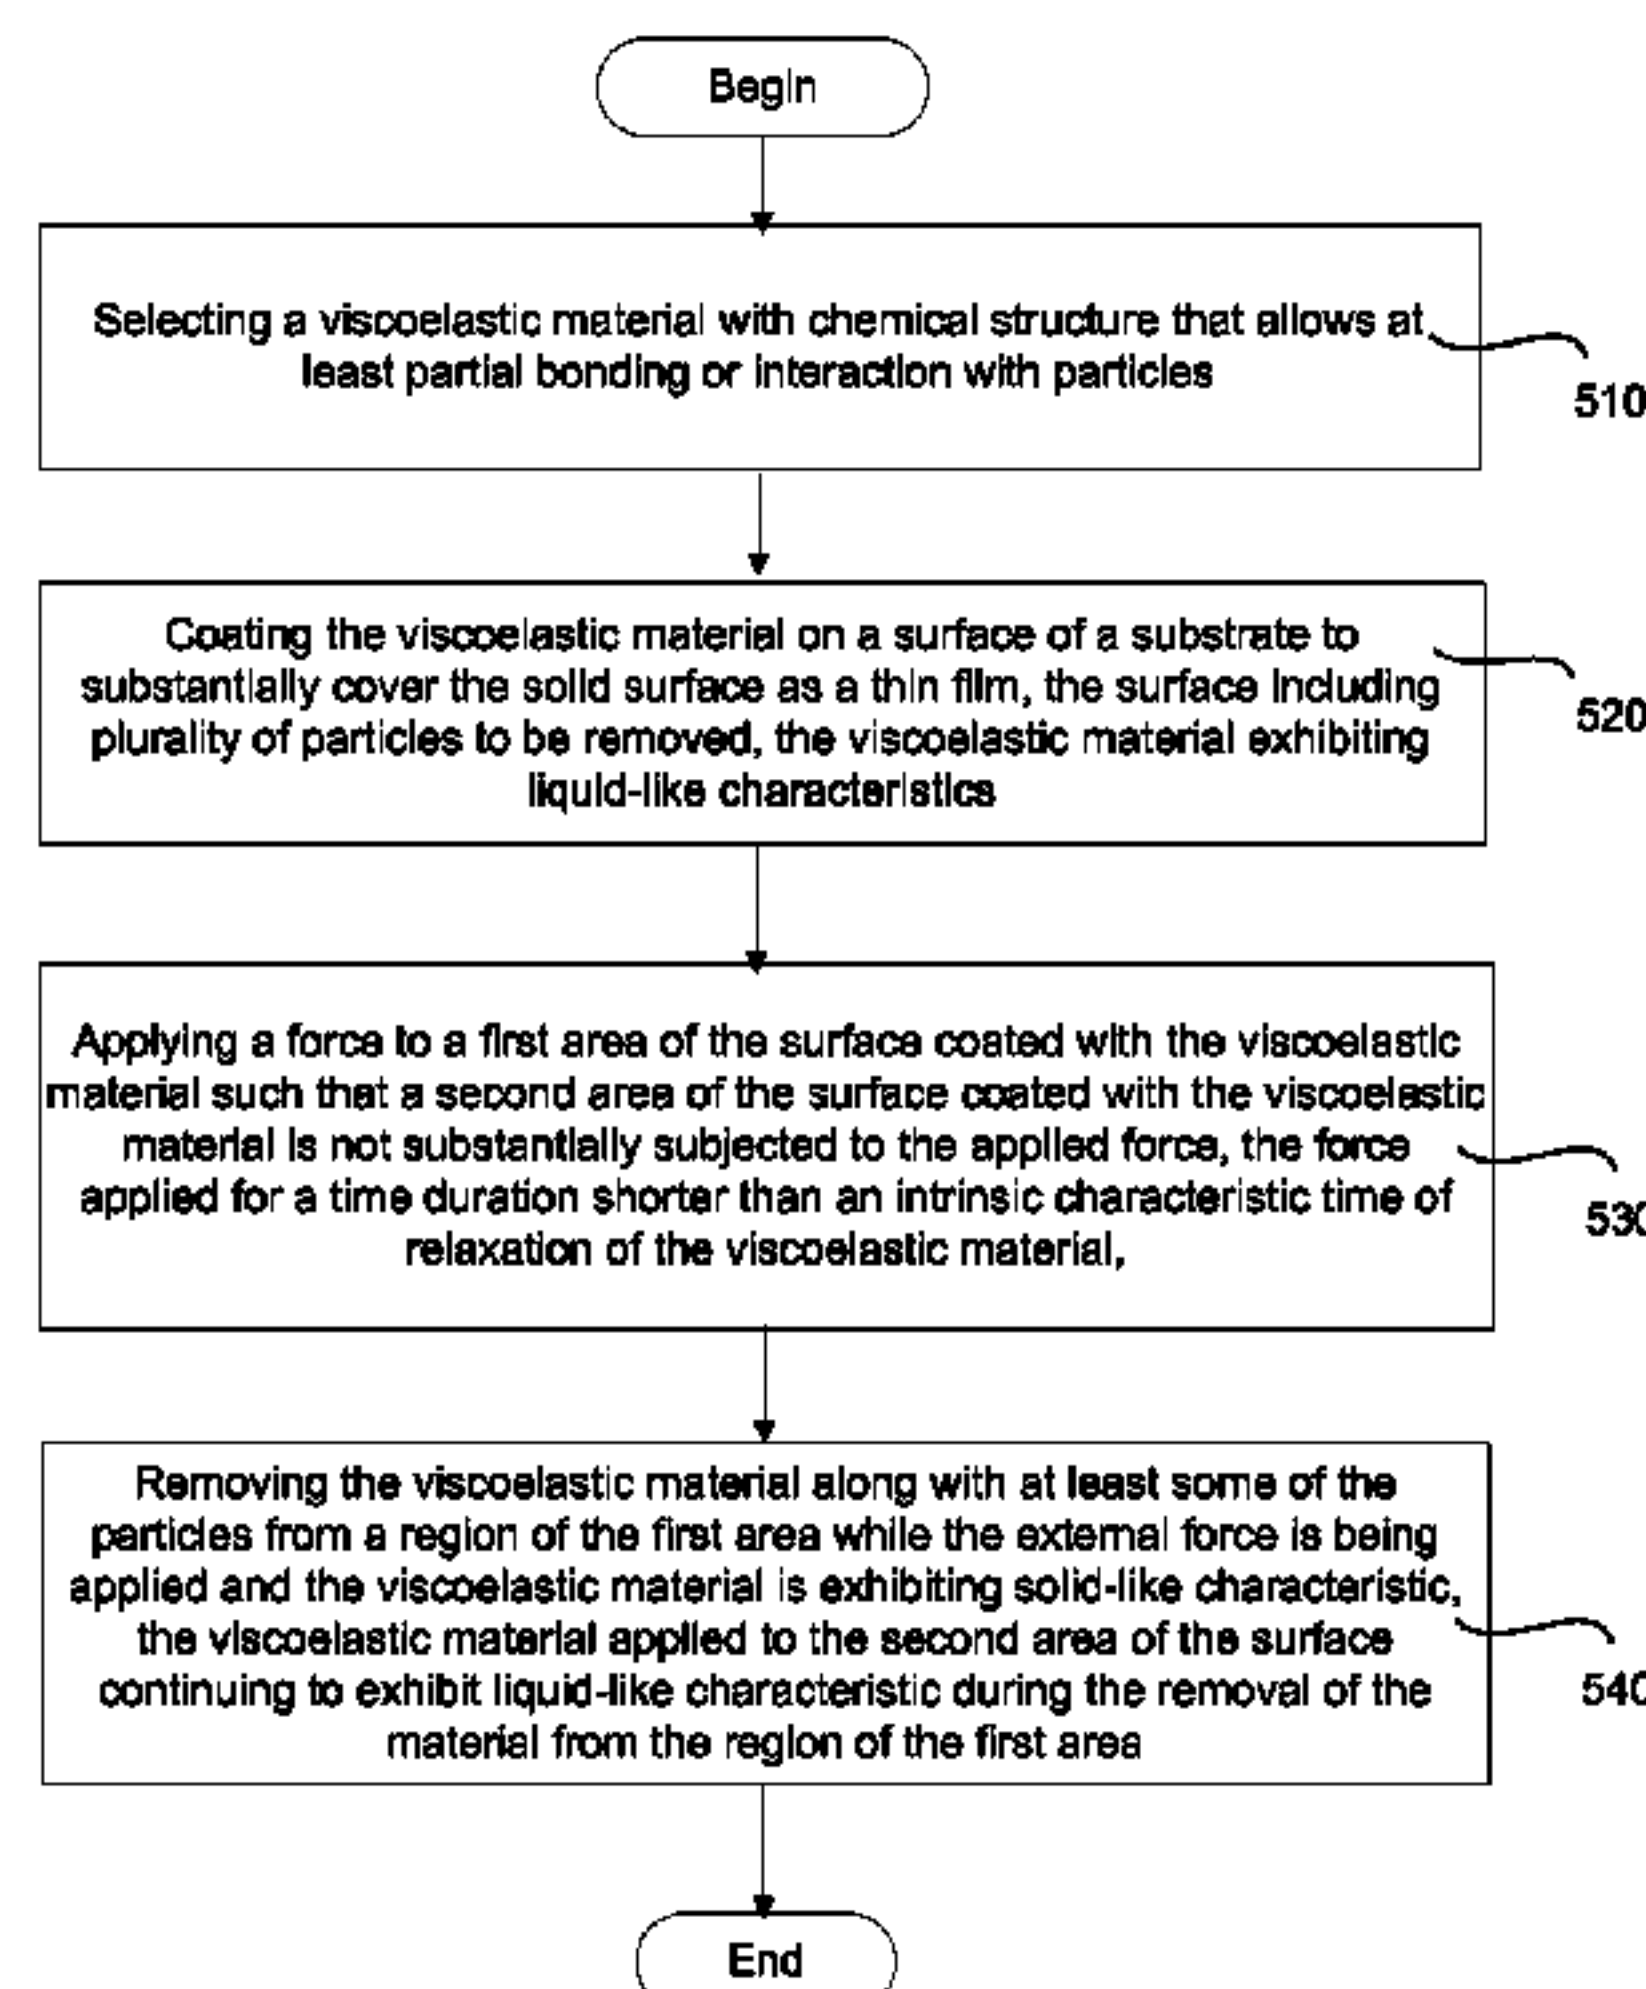 Begin
Selecting a viscoelastic material with chemical structure that allows at
least partial bonding or interaction with particles
510
Coating the viscoelastic material on a surface of a substrate to
substantially cover the solid surface as a thin film, the surface including
plurality of particles to be removed, the viscoelastic material exhibiting
liquid-like characteristics
520
Applying a force to a first area of the surface coated with the viscoelastic
material such that a second area of the surface coated with the viscoelastic
material is not substantially subjected to the applied force, the force
applied for a time duration shorter than an intrinsic characteristic time of
relaxation of the viscoelastic material,
530
Removing the viscoelastic material along with at least some of the
particles from a region of the first area while the external force is being
applied and the viscoelastic material is exhibiting solid-like characteristic,
the viscoelastic material applied to the second area of the surface
continuing to exhibit liquid-like characteristic during the removal of the
material from the region of the first area
540
End